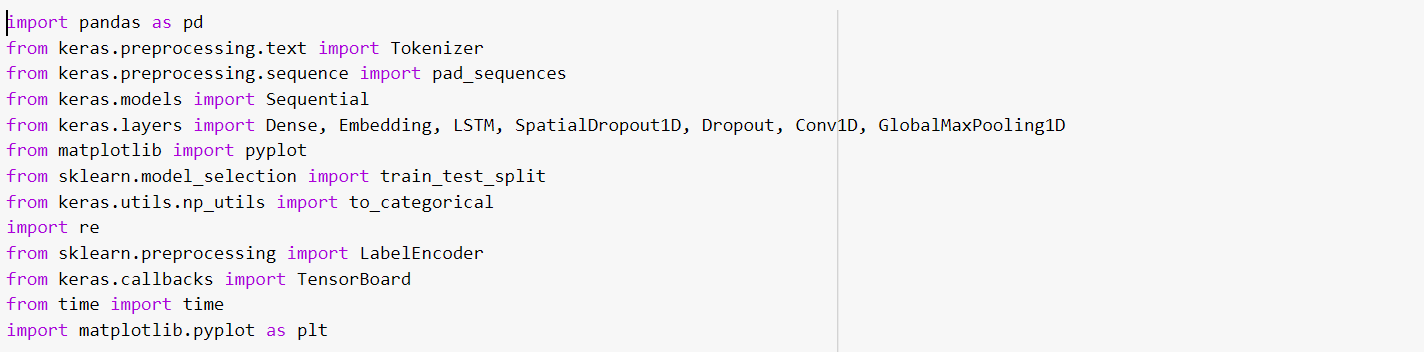 import pandas as pd
from keras.preprocessing.text import Tokenizer
from keras.preprocessing.sequence import pad_sequences
from keras.models import Sequential
from keras.layers import Dense, Embedding, LSTM, SpatialDropout1D, Dropout, Conv1D, GlobalMaxPooling1D
from matplotlib import pyplot
from sklearn.model_selection import train_test_split
from keras.utils.np_utils import to_categorical
import re
from sklearn.preprocessing import LabelEncoder
from keras.callbacks import TensorBoard
from time import time
import matplotlib.pyplot as plt